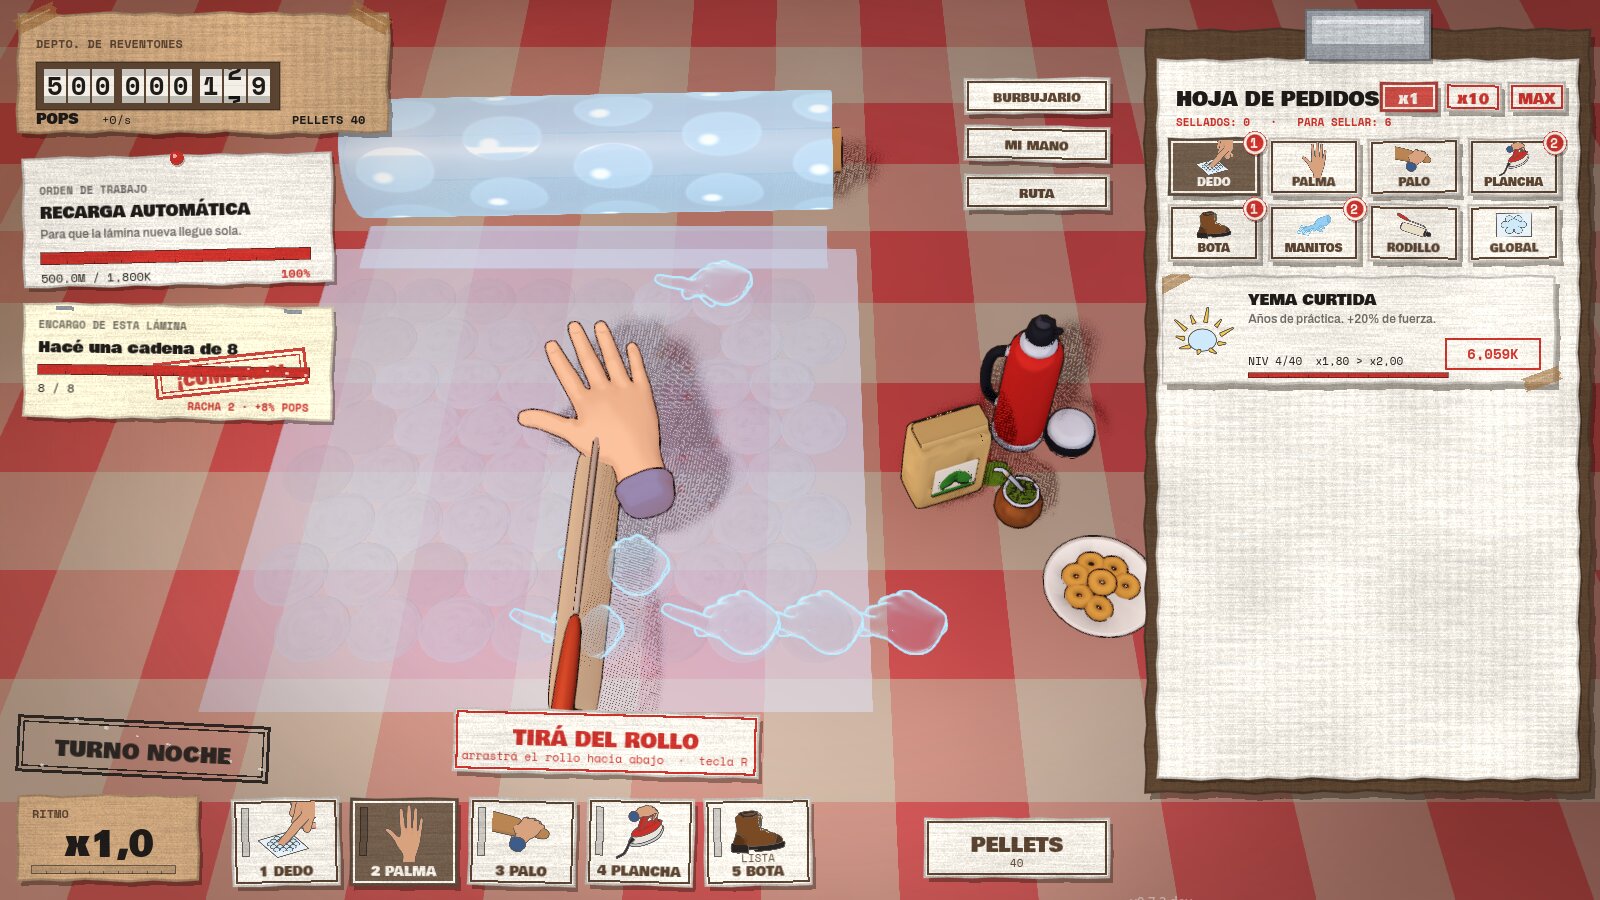 DEPTO. DE REVENTONES
POPS +0/s PELLETS 40
ORDEN DE TRABAJO
RECARGA AUTOMÁTICA
Para que la lámina nueva llegue sola.
500.0M / 1.800K 100%
ENCARGO DE ESTA LÁMINA
Hacé una cadena de 8
8 / 8
RACHA 2 · +8% POPS
BURBUJARIO
MI MANO
RUTA
HOJA DE PEDIDOS x1 x10 MAX
SELLADOS: 0 · PARA SELLAR: 6
1 2
DEDO PALMA PALO PLANCHA
1 2
BOTA MANITOS RODILLO GLOBAL
YEMA CURTIDA
Años de práctica. +20% de fuerza.
NIV 4/40 x1,80 > x2,00 6.059K
TURNO NOCHE
TIRÁ DEL ROLLO
arrastrá el rollo hacia abajo · tecla R
RITMO
x1,0
1 DEDO 2 PALMA 3 PALO 4 PLANCHA
LISTA
5 BOTA
PELLETS
40